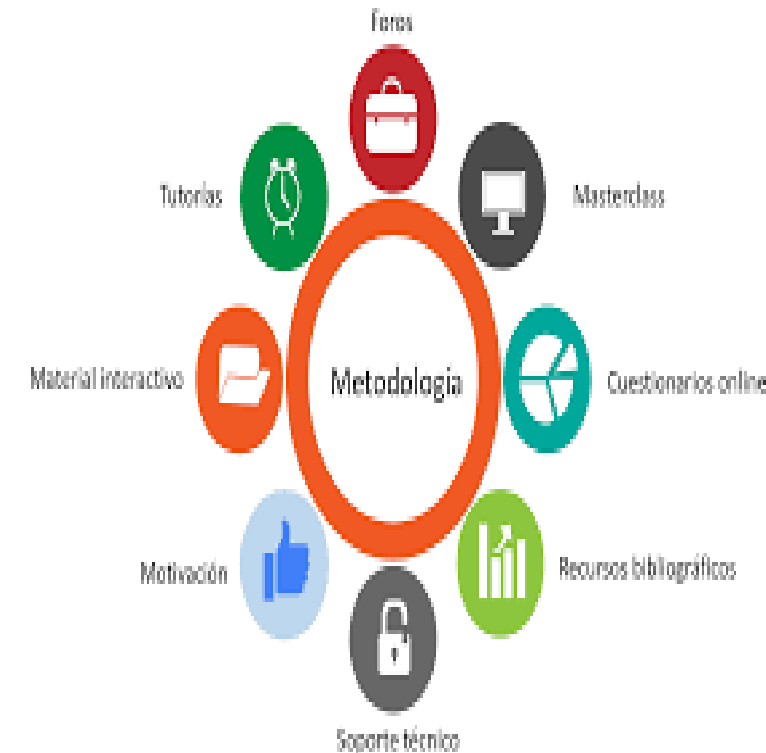 Foros
Tutorías
Masterclass
Material interactivo
Metodología
Cuestionarios online
Motivación
Recursos bibliográficos
Soporte técnico